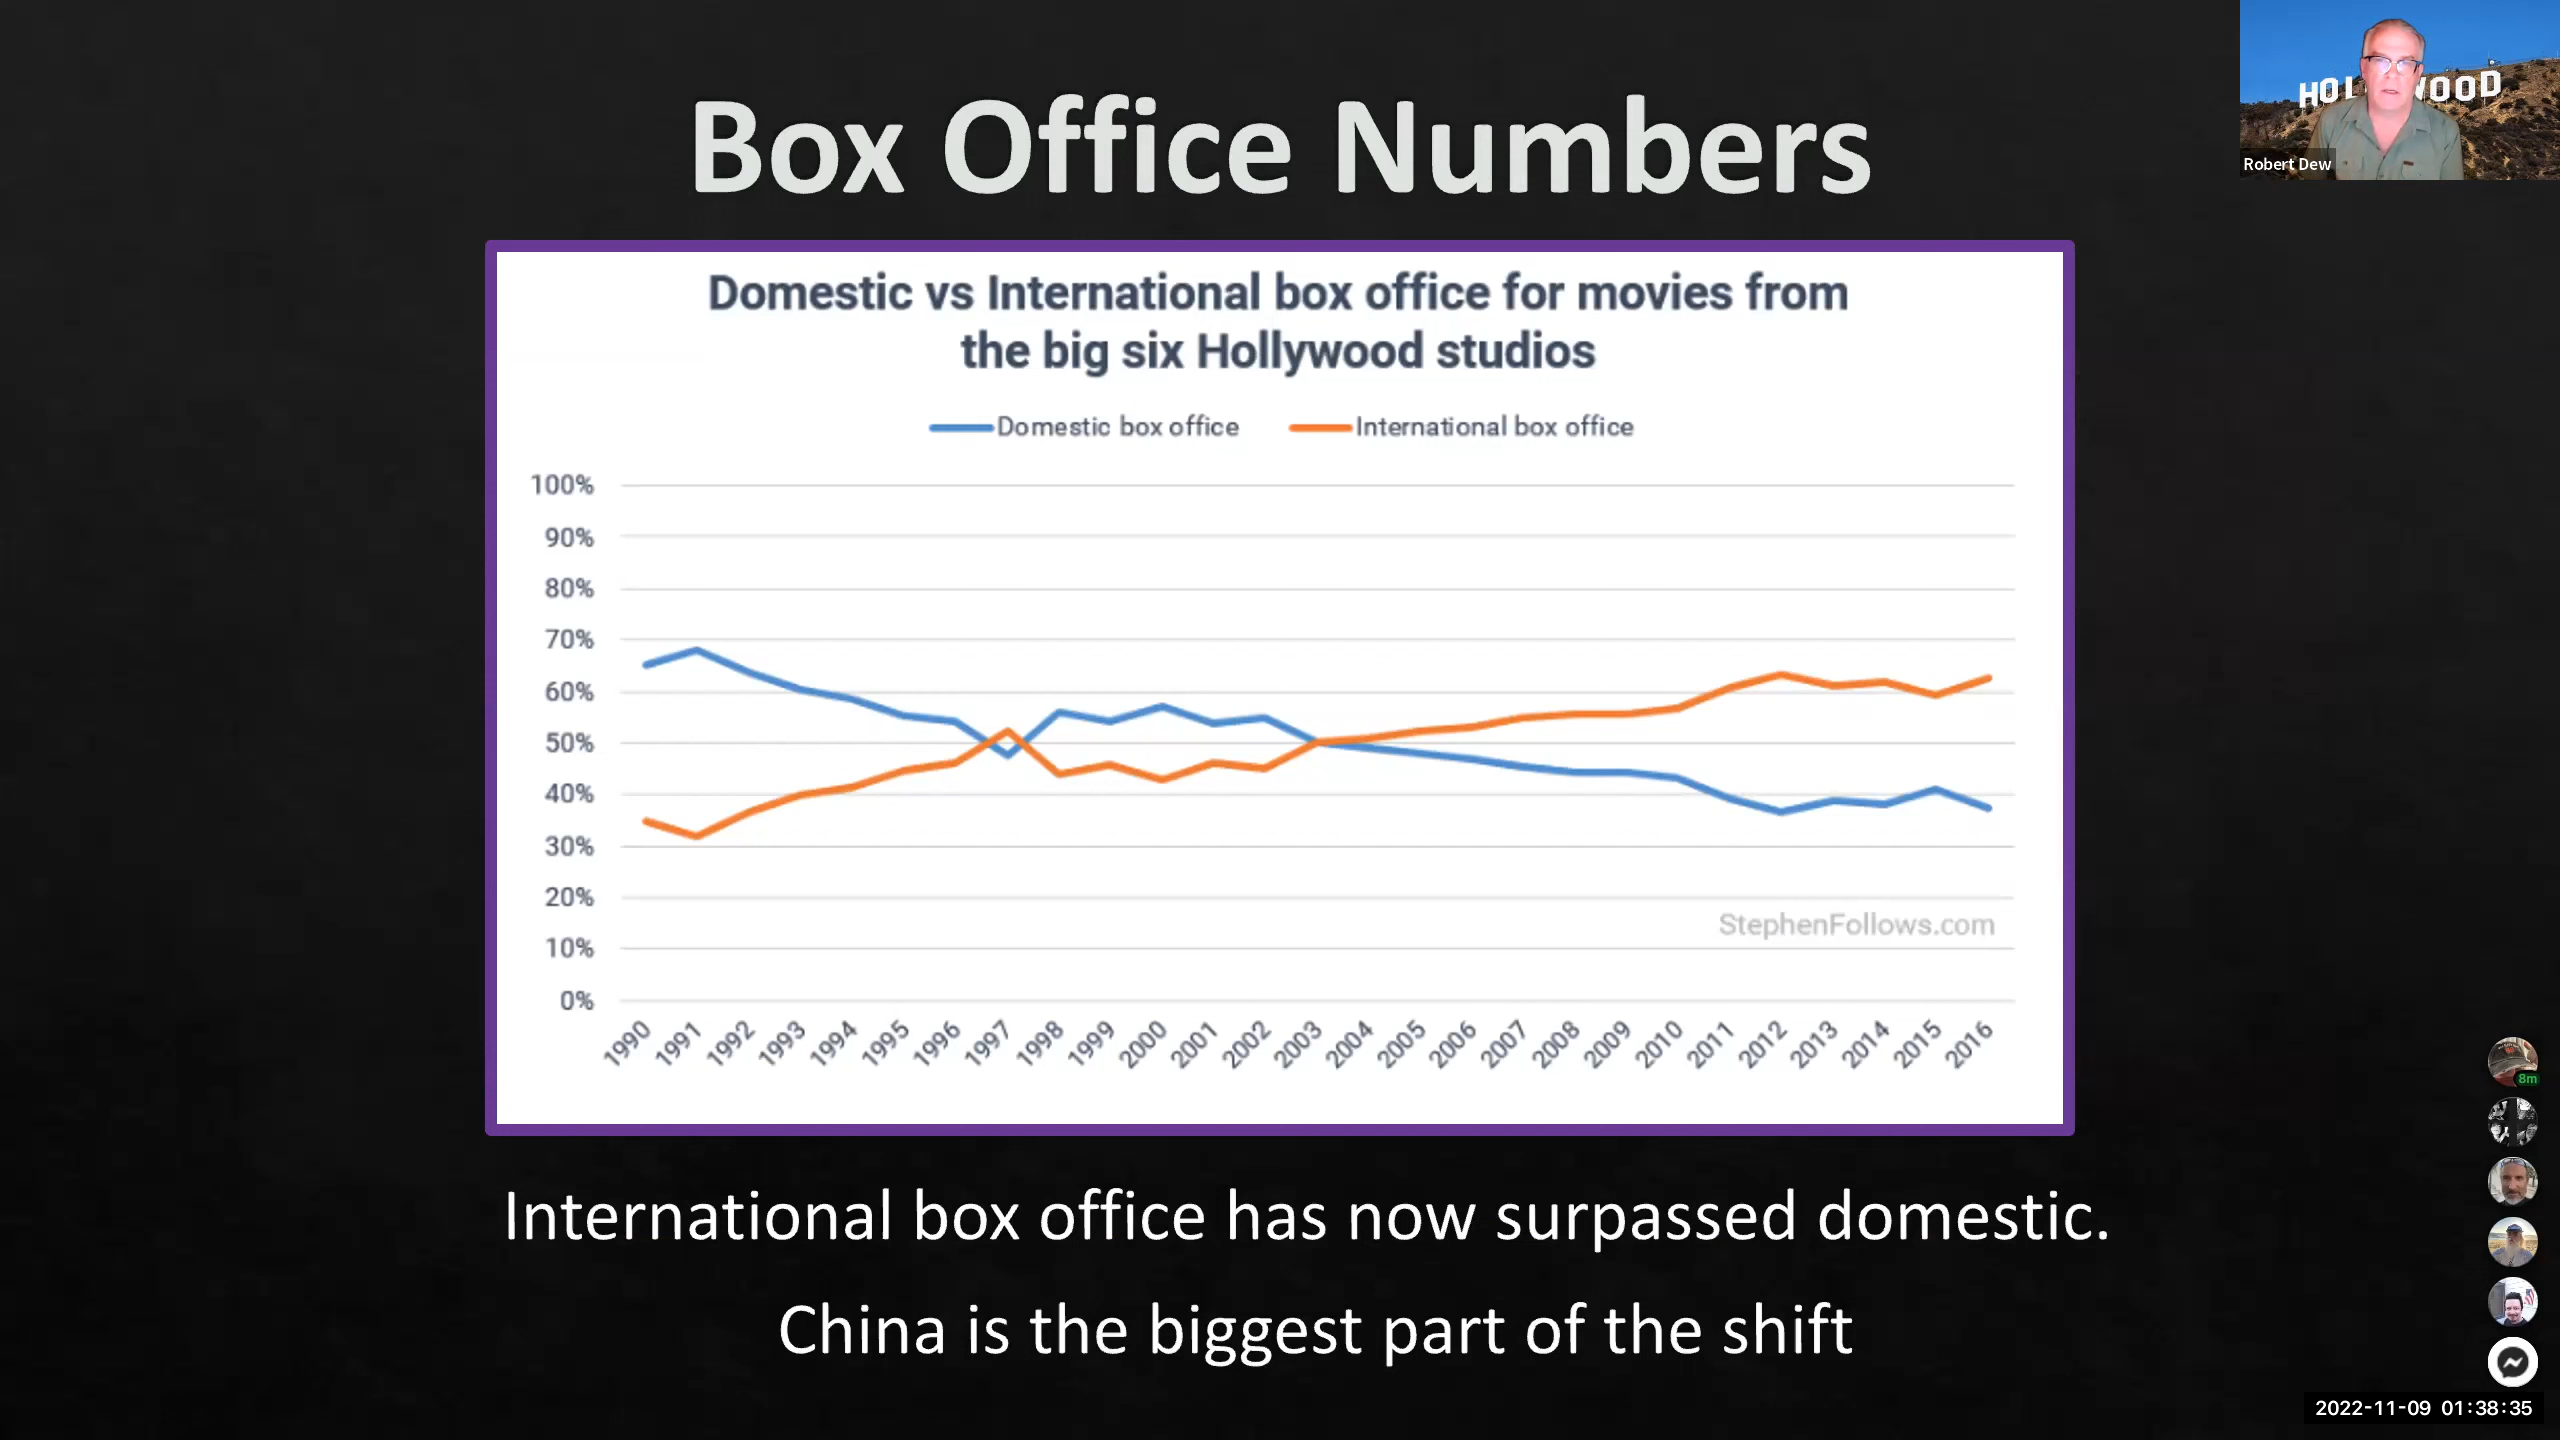 Box Office Numbers
HOL WOOD
Robert Dew
Domestic vs International box office for movies from
the big six Hollywood studios
Domestic box office International box office
100%
90%
80%
70%
60%
50%
40%
30%
20%
StephenFollows.com
10%
0%
1990 1991 1992 1993 1994 1995 1996 1997 1998 1999 2000 2001 2002 2003 2004 2005 2006 2007 2008 2009 2010 2011 2012 2013 2014 2015 2016
8m
International box office has now surpassed domestic.
China is the biggest part of the shift
2022-11-09 01:38:35